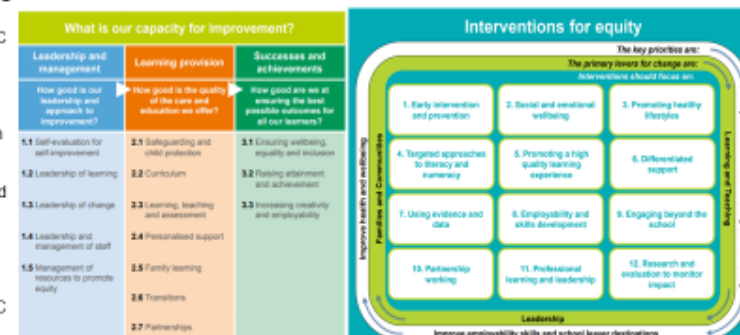 What is our capacity for improvement?
Leadership and
management
Learning provision
Successes and
achievements
How good is our
leadership and
approach to
improvement?
How good is the quality
of the care and
education we offer?
How good are we at
ensuring the best
possible outcomes for
all our learners?
1.1 Self-evaluation for
self-improvement
1.2 Leadership of learning
1.3 Leadership of change
1.4 Leadership and
management of staff
1.5 Management of
resources to promote
equity
2.1 Safeguarding and
child protection
2.2 Curriculum
2.3 Learning, teaching
and assessment
2.4 Personalised support
2.5 Family learning
2.6 Transitions
2.7 Partnerships
3.1 Ensuring wellbeing,
equality and inclusion
3.2 Raising attainment
and achievement
3.3 Increasing creativity
and employability
Interventions for equity
The key priorities are:
The primary levers for change are:
Interventions should focus on:
Improve health and wellbeing
Families and Communities
1. Early intervention
and prevention
2. Social and emotional
wellbeing
3. Promoting healthy
lifestyles
4. Targeted approaches
to literacy and
numeracy
5. Promoting a high
quality learning
experience
6. Differentiated
support
7. Using evidence and
data
8. Employability and
skills development
9. Engaging beyond the
school
10. Partnership
working
11. Professional
learning and leadership
12. Research and
evaluation to monitor
impact
Learning and Teaching
Leadership
Improve employability skills and school leaver destinations